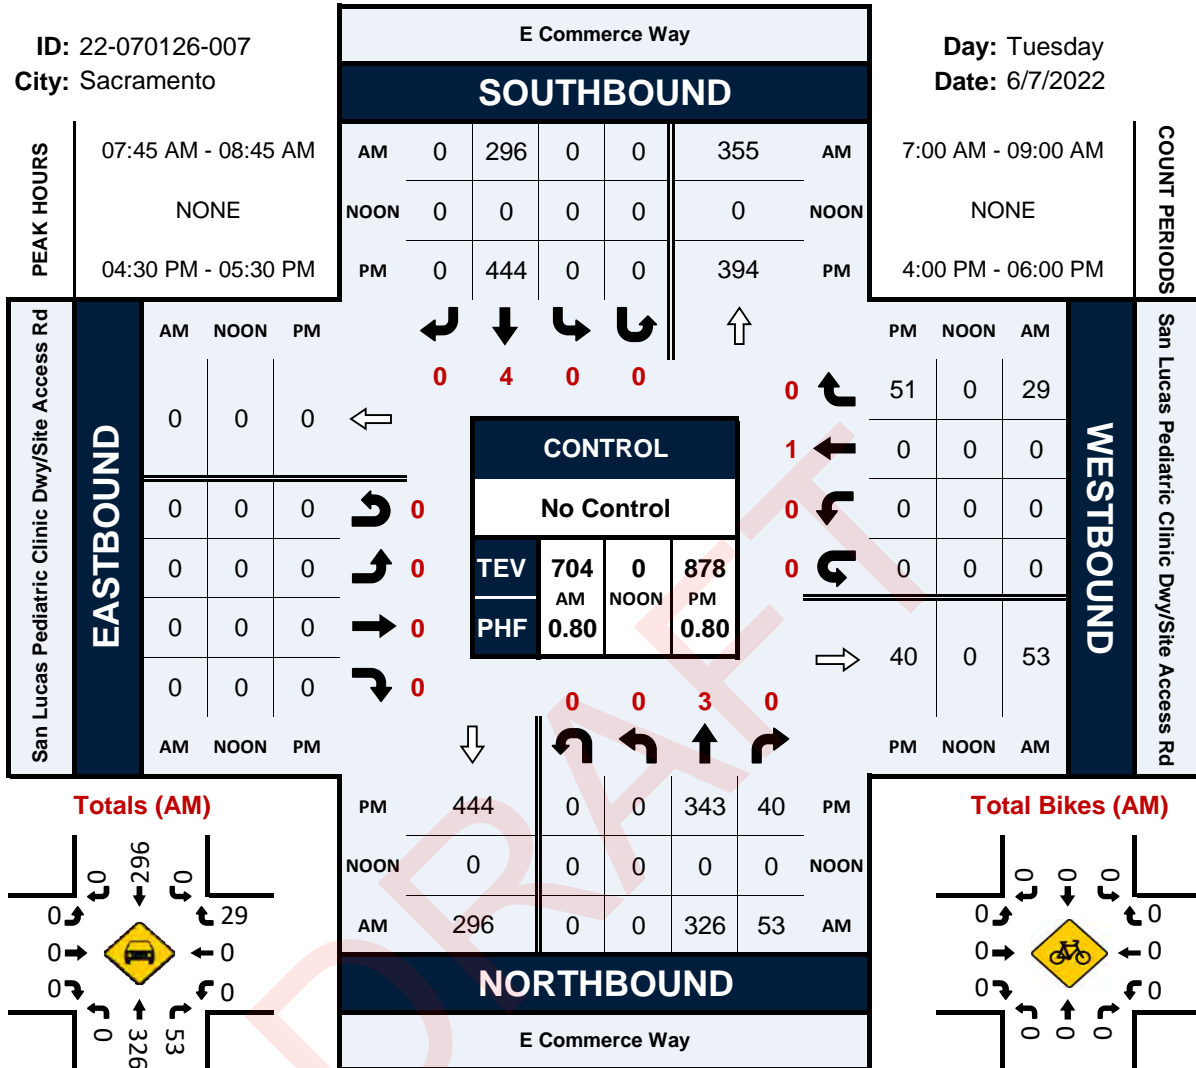 E Commerce Way
ID: 22-070126-007
Day: Tuesday
City: Sacramento
Date: 6/7/2022
SOUTHBOUND
PEAK HOURS
07:45 AM - 08:45 AM
NONE
04:30 PM - 05:30 PM
AM 0 296 0 0 355 AM
NOON 0 0 0 0 0 NOON
PM 0 444 0 0 394 PM
7:00 AM - 09:00 AM
NONE
4:00 PM - 06:00 PM
COUNT PERIODS
0 4 0 0
San Lucas Pediatric Clinic Dwy/Site Access Rd
EASTBOUND
AM NOON PM
0 0 0
0 0 0 0
0 0 0 0
0 0 0 0
0 0 0 0
AM NOON PM
CONTROL
No Control
TEV 704 0 878
AM NOON PM
PHF 0.80 0.80
PM NOON AM
0 51 0 29
1 0 0 0
0 0 0 0
0 0 0 0
40 0 53
PM NOON AM
WESTBOUND
San Lucas Pediatric Clinic Dwy/Site Access Rd
0 0 3 0
PM 444 0 0 343 40 PM
NOON 0 0 0 0 0 NOON
AM 296 0 0 326 53 AM
NORTHBOUND
E Commerce Way
Totals (AM)
0 296 0
0 29
0 0
0 0
0 326 53
Total Bikes (AM)
0 0 0
0 0
0 0
0 0
0 0 0
DRAFT